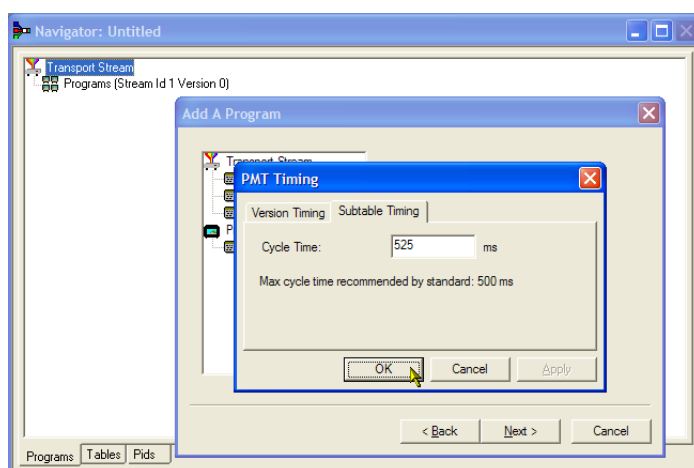 Navigator: Untitled
Transport Stream
Programs (Stream Id 1 Version 0)
Add A Program
Transport Stream
PMT Timing
Version Timing
Subtable Timing
Cycle Time:
525
ms
Max cycle time recommended by standard: 500 ms
OK
Cancel
Apply
< Back
Next >
Cancel
Programs
Tables
Pids